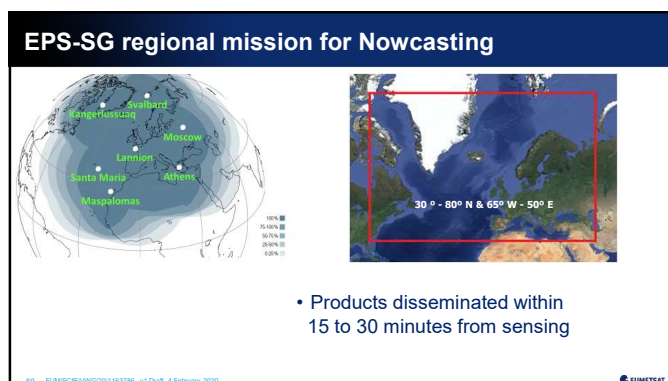 EPS-SG regional mission for Nowcasting
Kangerlussuaq
Svalbard
Moscow
Lannion
Santa Maria
Athens
Maspalomas
100%
75-100%
50-75%
25-50%
0-25%
30 º - 80º N & 65º W - 50º E
• Products disseminated within
15 to 30 minutes from sensing
EUMETSAT